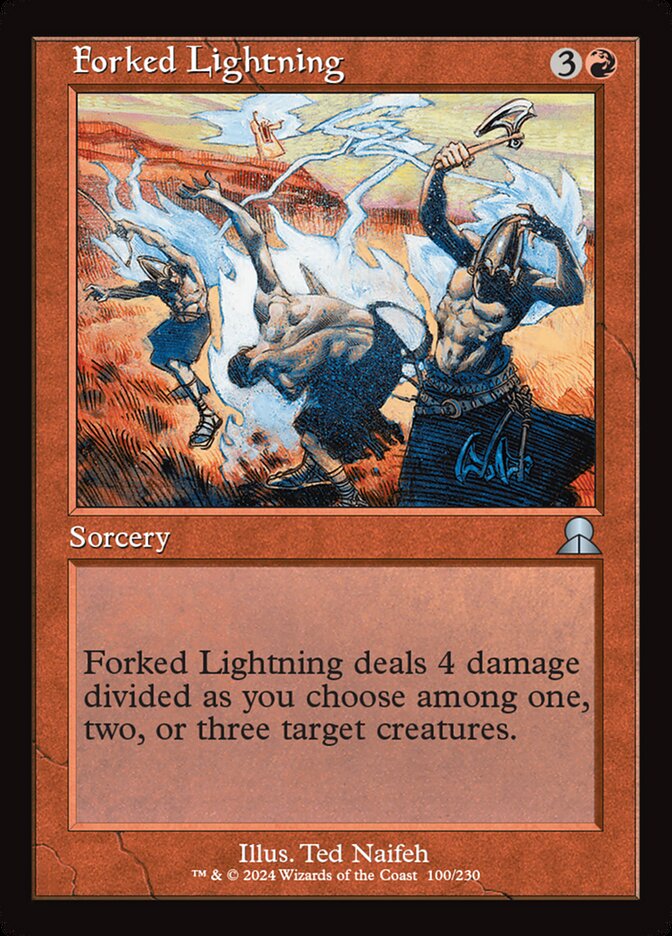 Forked Lightning 3
Sorcery
Forked Lightning deals 4 damage
divided as you choose among one,
two, or three target creatures.
Illus. Ted Naifeh
™ & © 2024 Wizards of the Coast 100/230